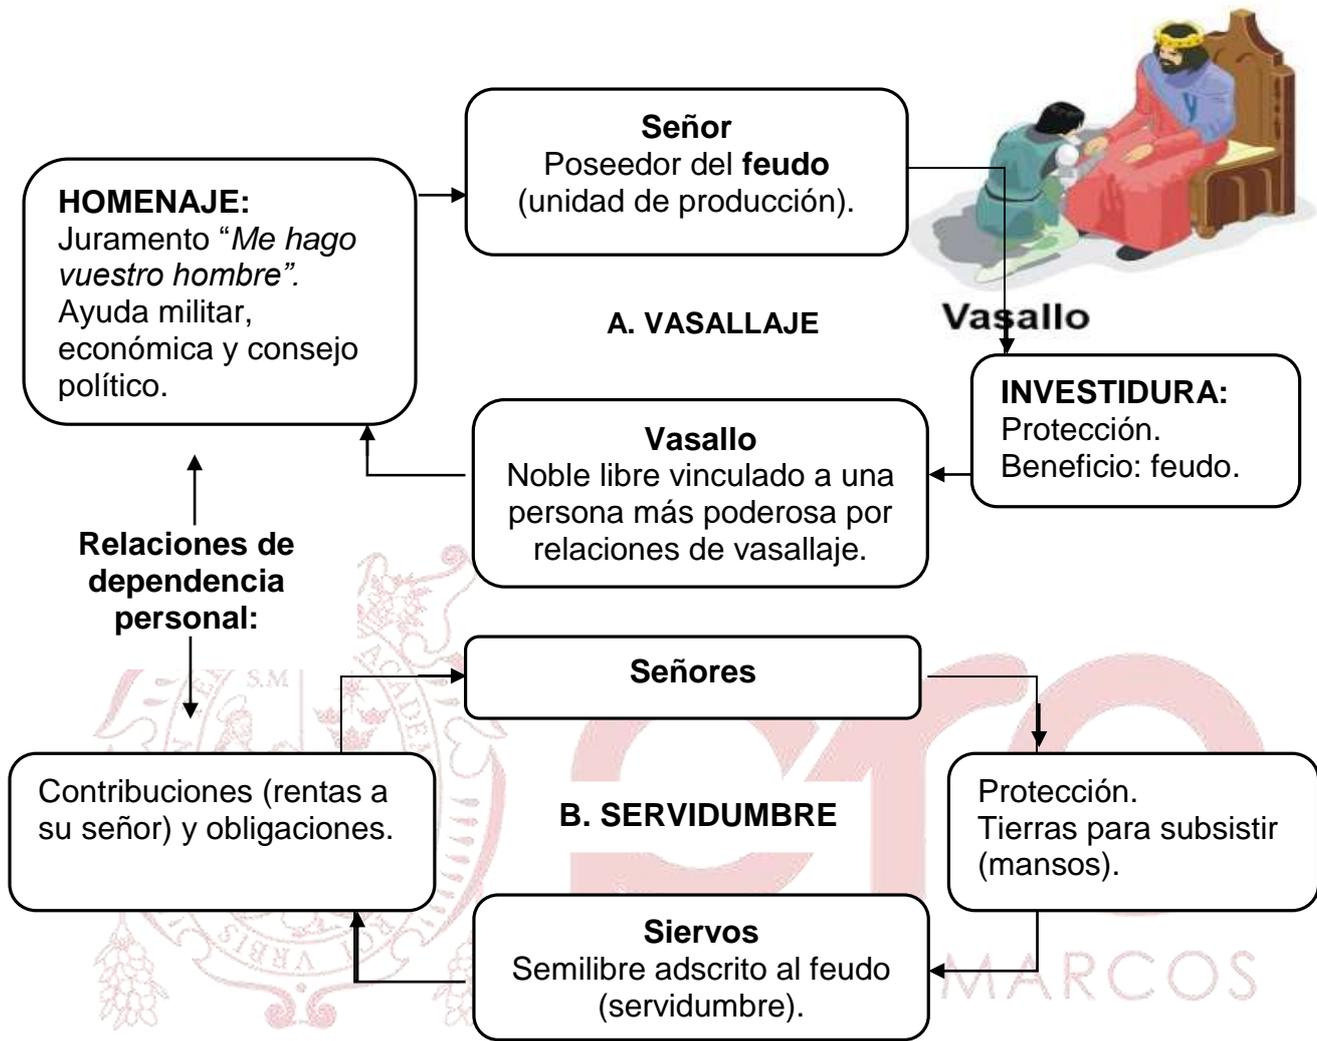 Señor
Poseedor del feudo
(unidad de producción).
HOMENAJE:
Juramento “Me hago
vuestro hombre”.
Ayuda militar,
económica y consejo
político.
A. VASALLAJE
Vasallo
INVESTIDURA:
Protección.
Beneficio: feudo.
Vasallo
Noble libre vinculado a una
persona más poderosa por
relaciones de vasallaje.
Relaciones de
dependencia
personal:
Señores
Contribuciones (rentas a
su señor) y obligaciones.
B. SERVIDUMBRE
Protección.
Tierras para subsistir
(mansos).
Siervos
Semilibre adscrito al feudo
(servidumbre).
S.M
ACADE
VRBIS
MARCOS